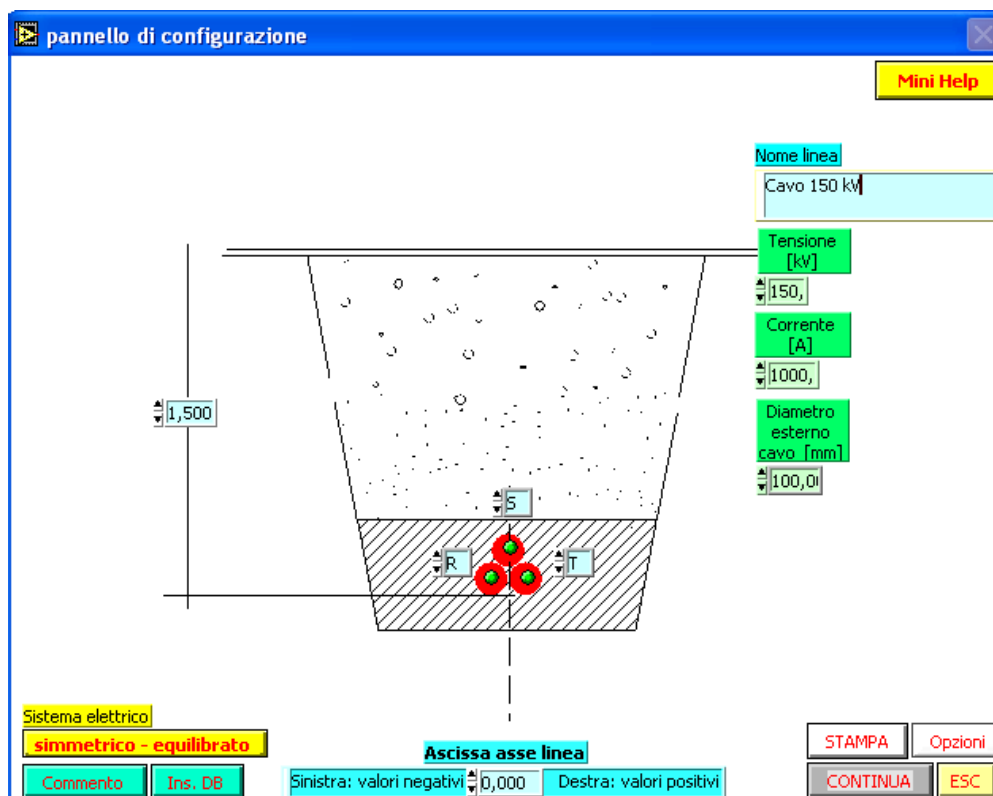 pannello di configurazione
Mini Help
Nome linea
Cavo 150 kV
Tensione
[kV]
150,
Corrente
[A]
1000,
1,500
Diametro
esterno
cavo [mm]
100,0
S
R
T
Sistema elettrico
simmetrico - equilibrato
Commento
Ins. DB
Ascissa asse linea
Sinistra: valori negativi
0,000
Destra: valori positivi
STAMPA
Opzioni
CONTINUA
ESC